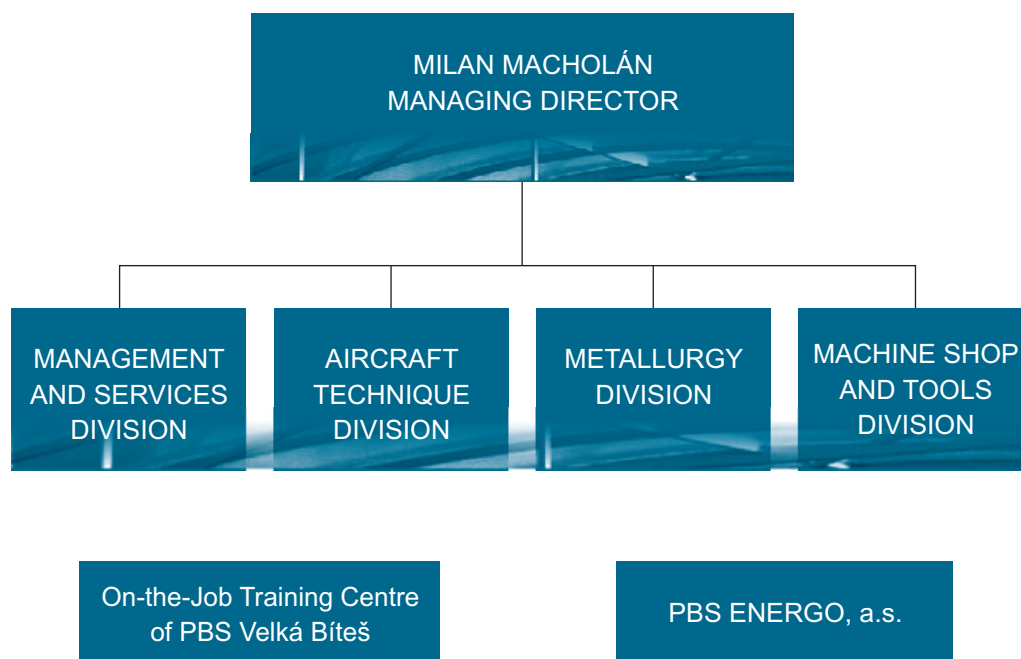 MILAN MACHOLÁN
MANAGING DIRECTOR
MANAGEMENT
AND SERVICES
DIVISION
AIRCRAFT
TECHNIQUE
DIVISION
METALLURGY
DIVISION
MACHINE SHOP
AND TOOLS
DIVISION
On-the-Job Training Centre
of PBS Velká Bíteš
PBS ENERGO, a.s.